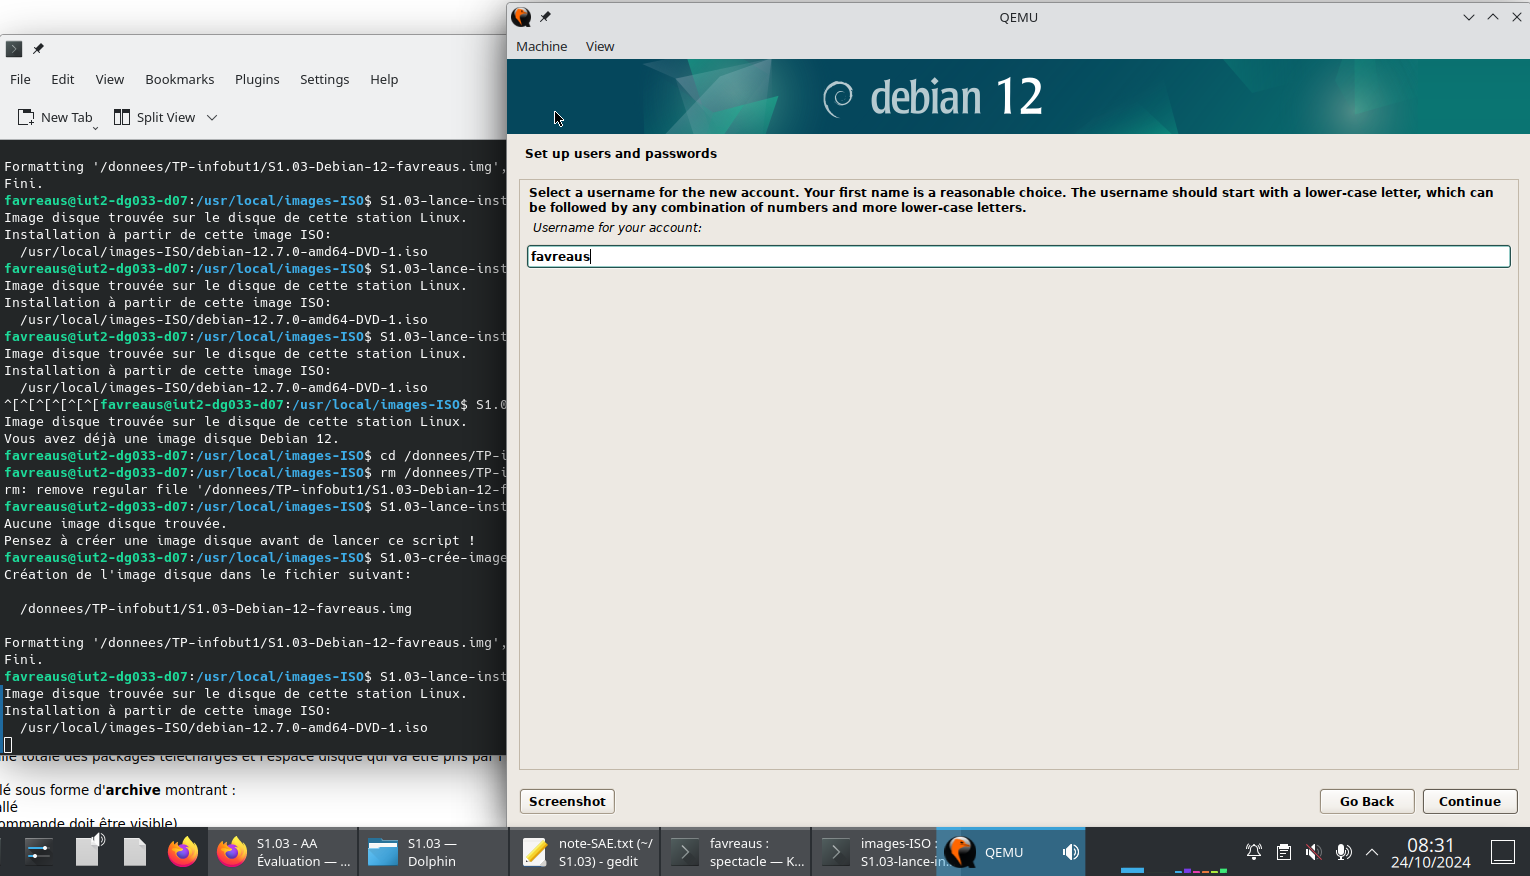 File Edit View Bookmarks Plugins Settings Help
New Tab Split View
Formatting '/donnees/TP-infobut1/S1.03-Debian-12-favreaus.img',
Fini.
favreaus@iut2-dg033-d07:/usr/local/images-ISO$ S1.03-lance-inst
Image disque trouvée sur le disque de cette station Linux.
Installation à partir de cette image ISO:
/usr/local/images-ISO/debian-12.7.0-amd64-DVD-1.iso
favreaus@iut2-dg033-d07:/usr/local/images-ISO$ S1.03-lance-inst
Image disque trouvée sur le disque de cette station Linux.
Installation à partir de cette image ISO:
/usr/local/images-ISO/debian-12.7.0-amd64-DVD-1.iso
favreaus@iut2-dg033-d07:/usr/local/images-ISO$ S1.03-lance-inst
Image disque trouvée sur le disque de cette station Linux.
Installation à partir de cette image ISO:
/usr/local/images-ISO/debian-12.7.0-amd64-DVD-1.iso
^[^[^[^[^[^[favreaus@iut2-dg033-d07:/usr/local/images-ISO$ S1.0
Image disque trouvée sur le disque de cette station Linux.
Vous avez déjà une image disque Debian 12.
favreaus@iut2-dg033-d07:/usr/local/images-ISO$ cd /donnees/TP-i
favreaus@iut2-dg033-d07:/usr/local/images-ISO$ rm /donnees/TP-i
rm: remove regular file '/donnees/TP-infobut1/S1.03-Debian-12-f
favreaus@iut2-dg033-d07:/usr/local/images-ISO$ S1.03-lance-inst
Aucune image disque trouvée.
Pensez à créer une image disque avant de lancer ce script !
favreaus@iut2-dg033-d07:/usr/local/images-ISO$ S1.03-crée-image
Création de l'image disque dans le fichier suivant:
/donnees/TP-infobut1/S1.03-Debian-12-favreaus.img
Formatting '/donnees/TP-infobut1/S1.03-Debian-12-favreaus.img',
Fini.
favreaus@iut2-dg033-d07:/usr/local/images-ISO$ S1.03-lance-inst
Image disque trouvée sur le disque de cette station Linux.
Installation à partir de cette image ISO:
/usr/local/images-ISO/debian-12.7.0-amd64-DVD-1.iso
totale des packages téléchargés et l'espace disque qui va être pris par l
lé sous forme d'archive montrant :
allé
ommande doit être visible)
QEMU
Machine View
debian 12
Set up users and passwords
Select a username for the new account. Your first name is a reasonable choice. The username should start with a lower-case letter, which can
be followed by any combination of numbers and more lower-case letters.
Username for your account:
favreaus
Screenshot Go Back Continue
S1.03 - AA
Évaluation — ...
S1.03 —
Dolphin
note-SAE.txt (~/
S1.03) - gedit
favreaus :
spectacle — K...
images-ISO :
S1.03-lance-in...
QEMU
08:31
24/10/2024